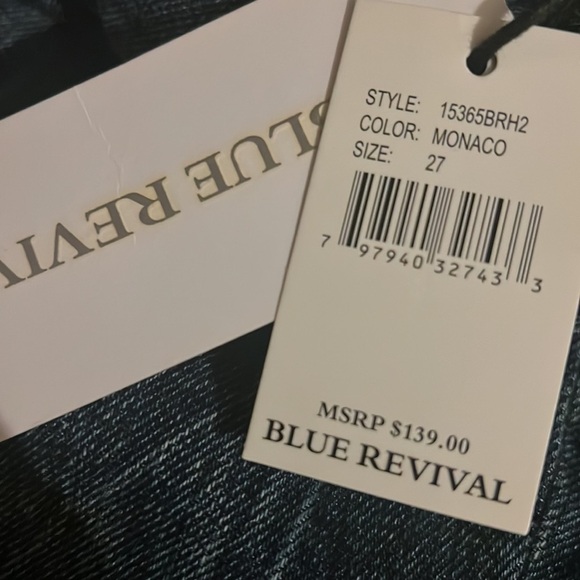 BLUE REVIV
STYLE: 15365BRH2
COLOR: MONACO
SIZE: 27
7 97940 32743 3
MSRP $139.00
BLUE REVIVAL